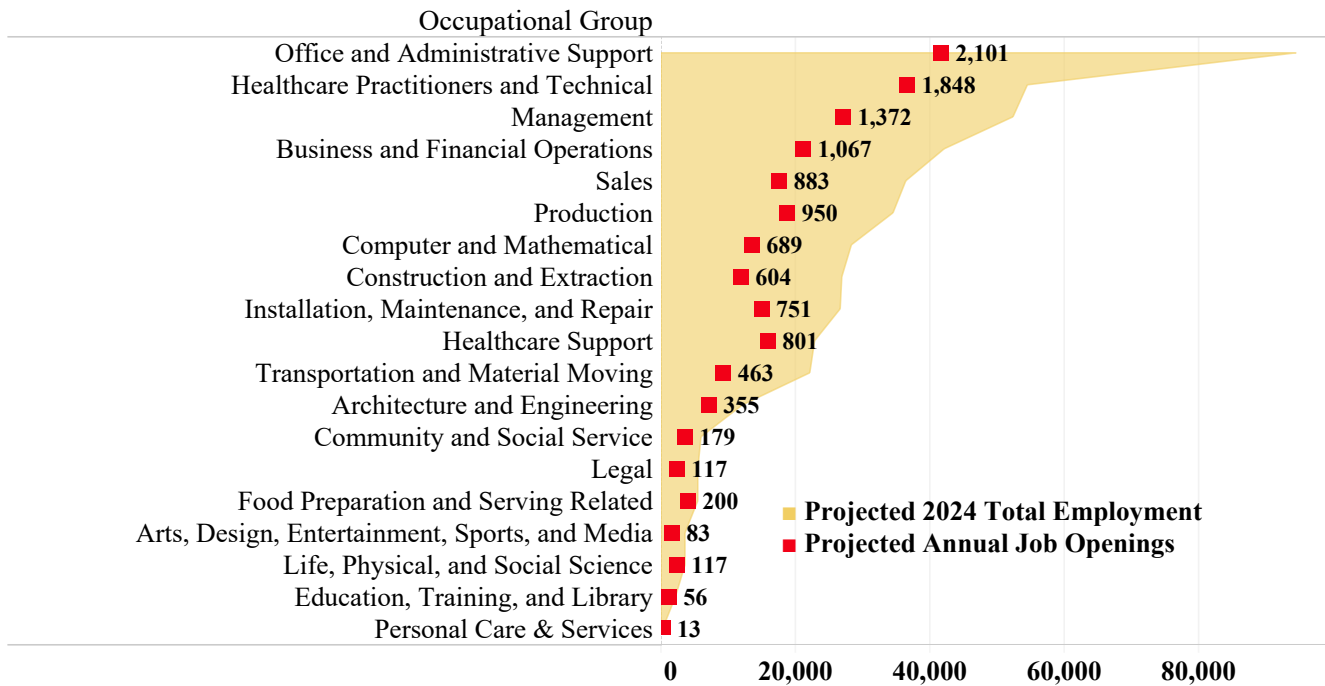 Occupational Group
Office and Administrative Support 2,101
Healthcare Practitioners and Technical 1,848
Management 1,372
Business and Financial Operations 1,067
Sales 883
Production 950
Computer and Mathematical 689
Construction and Extraction 604
Installation, Maintenance, and Repair 751
Healthcare Support 801
Transportation and Material Moving 463
Architecture and Engineering 355
Community and Social Service 179
Legal 117
Food Preparation and Serving Related 200
Projected 2024 Total Employment
Arts, Design, Entertainment, Sports, and Media 83
Projected Annual Job Openings
Life, Physical, and Social Science 117
Education, Training, and Library 56
Personal Care & Services 13
0 20,000 40,000 60,000 80,000